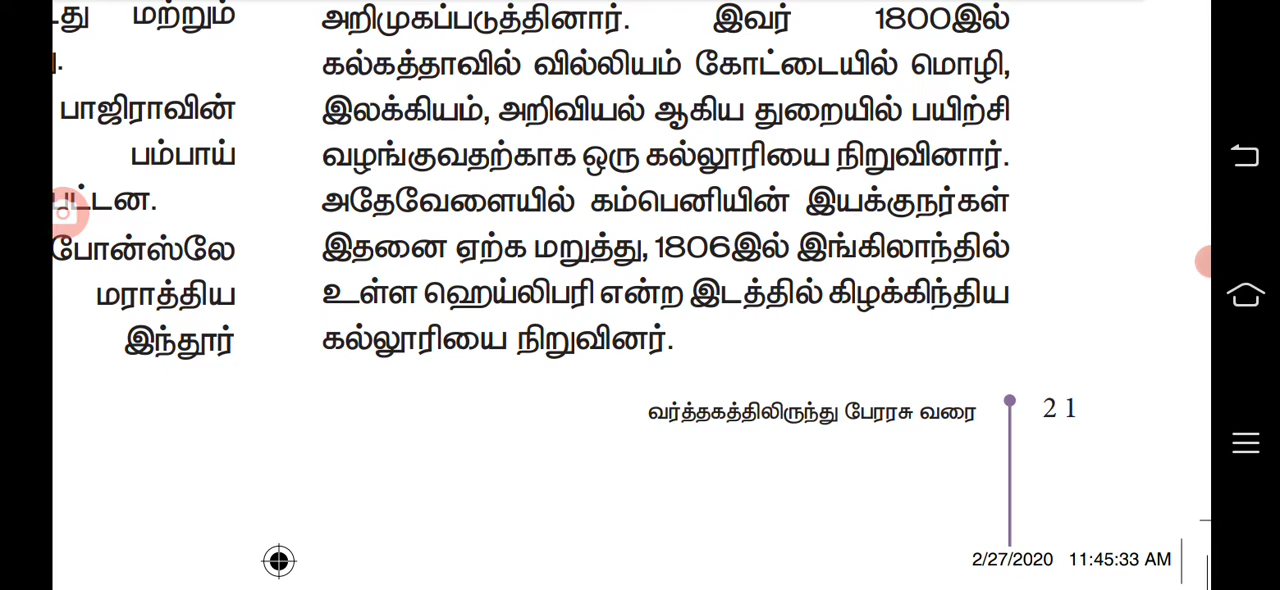 மற்றும்
பாஜிராவின்
பம்பாய்
போன்ஸ்லே
மராத்திய
இந்தூர்
அறிமுகப்படுத்தினார். இவர் 1800இல்
கல்கத்தாவில் வில்லியம் கோட்டையில் மொழி,
இலக்கியம், அறிவியல் ஆகிய துறையில் பயிற்சி
வழங்குவதற்காக ஒரு கல்லூரியை நிறுவினார்.
அதேவேளையில் கம்பெனியின் இயக்குநர்கள்
இதனை ஏற்க மறுத்து, 1806இல் இங்கிலாந்தில்
உள்ள ஹெய்லிபரி என்ற இடத்தில் கிழக்கிந்திய
கல்லூரியை நிறுவினர்.
வர்த்தகத்திலிருந்து பேரரசு வரை 21
2/27/2020 11:45:33 AM